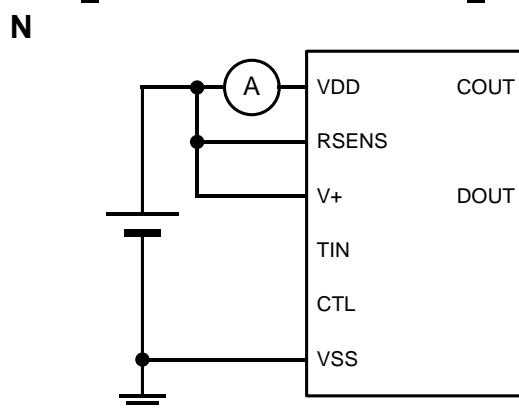 N
A
VDD COUT
RSENS
V+ DOUT
TIN
CTL
VSS